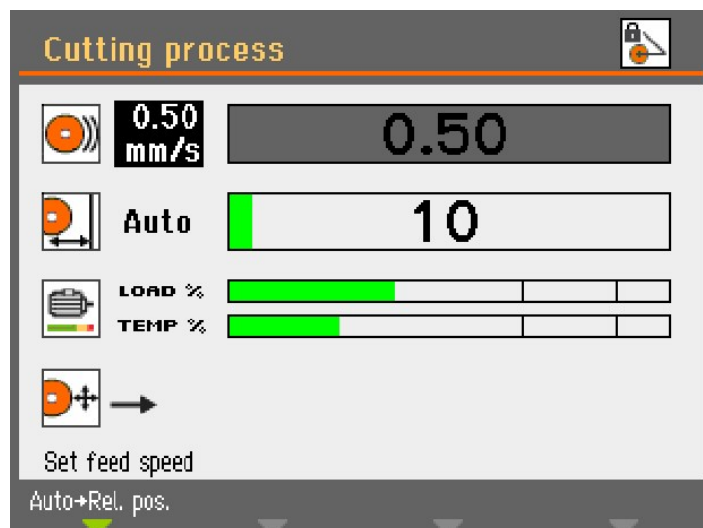 Cutting process
0.50
mm/s
0.50
Auto
10
LOAD %
TEMP %
Set feed speed
Auto→Rel. pos.